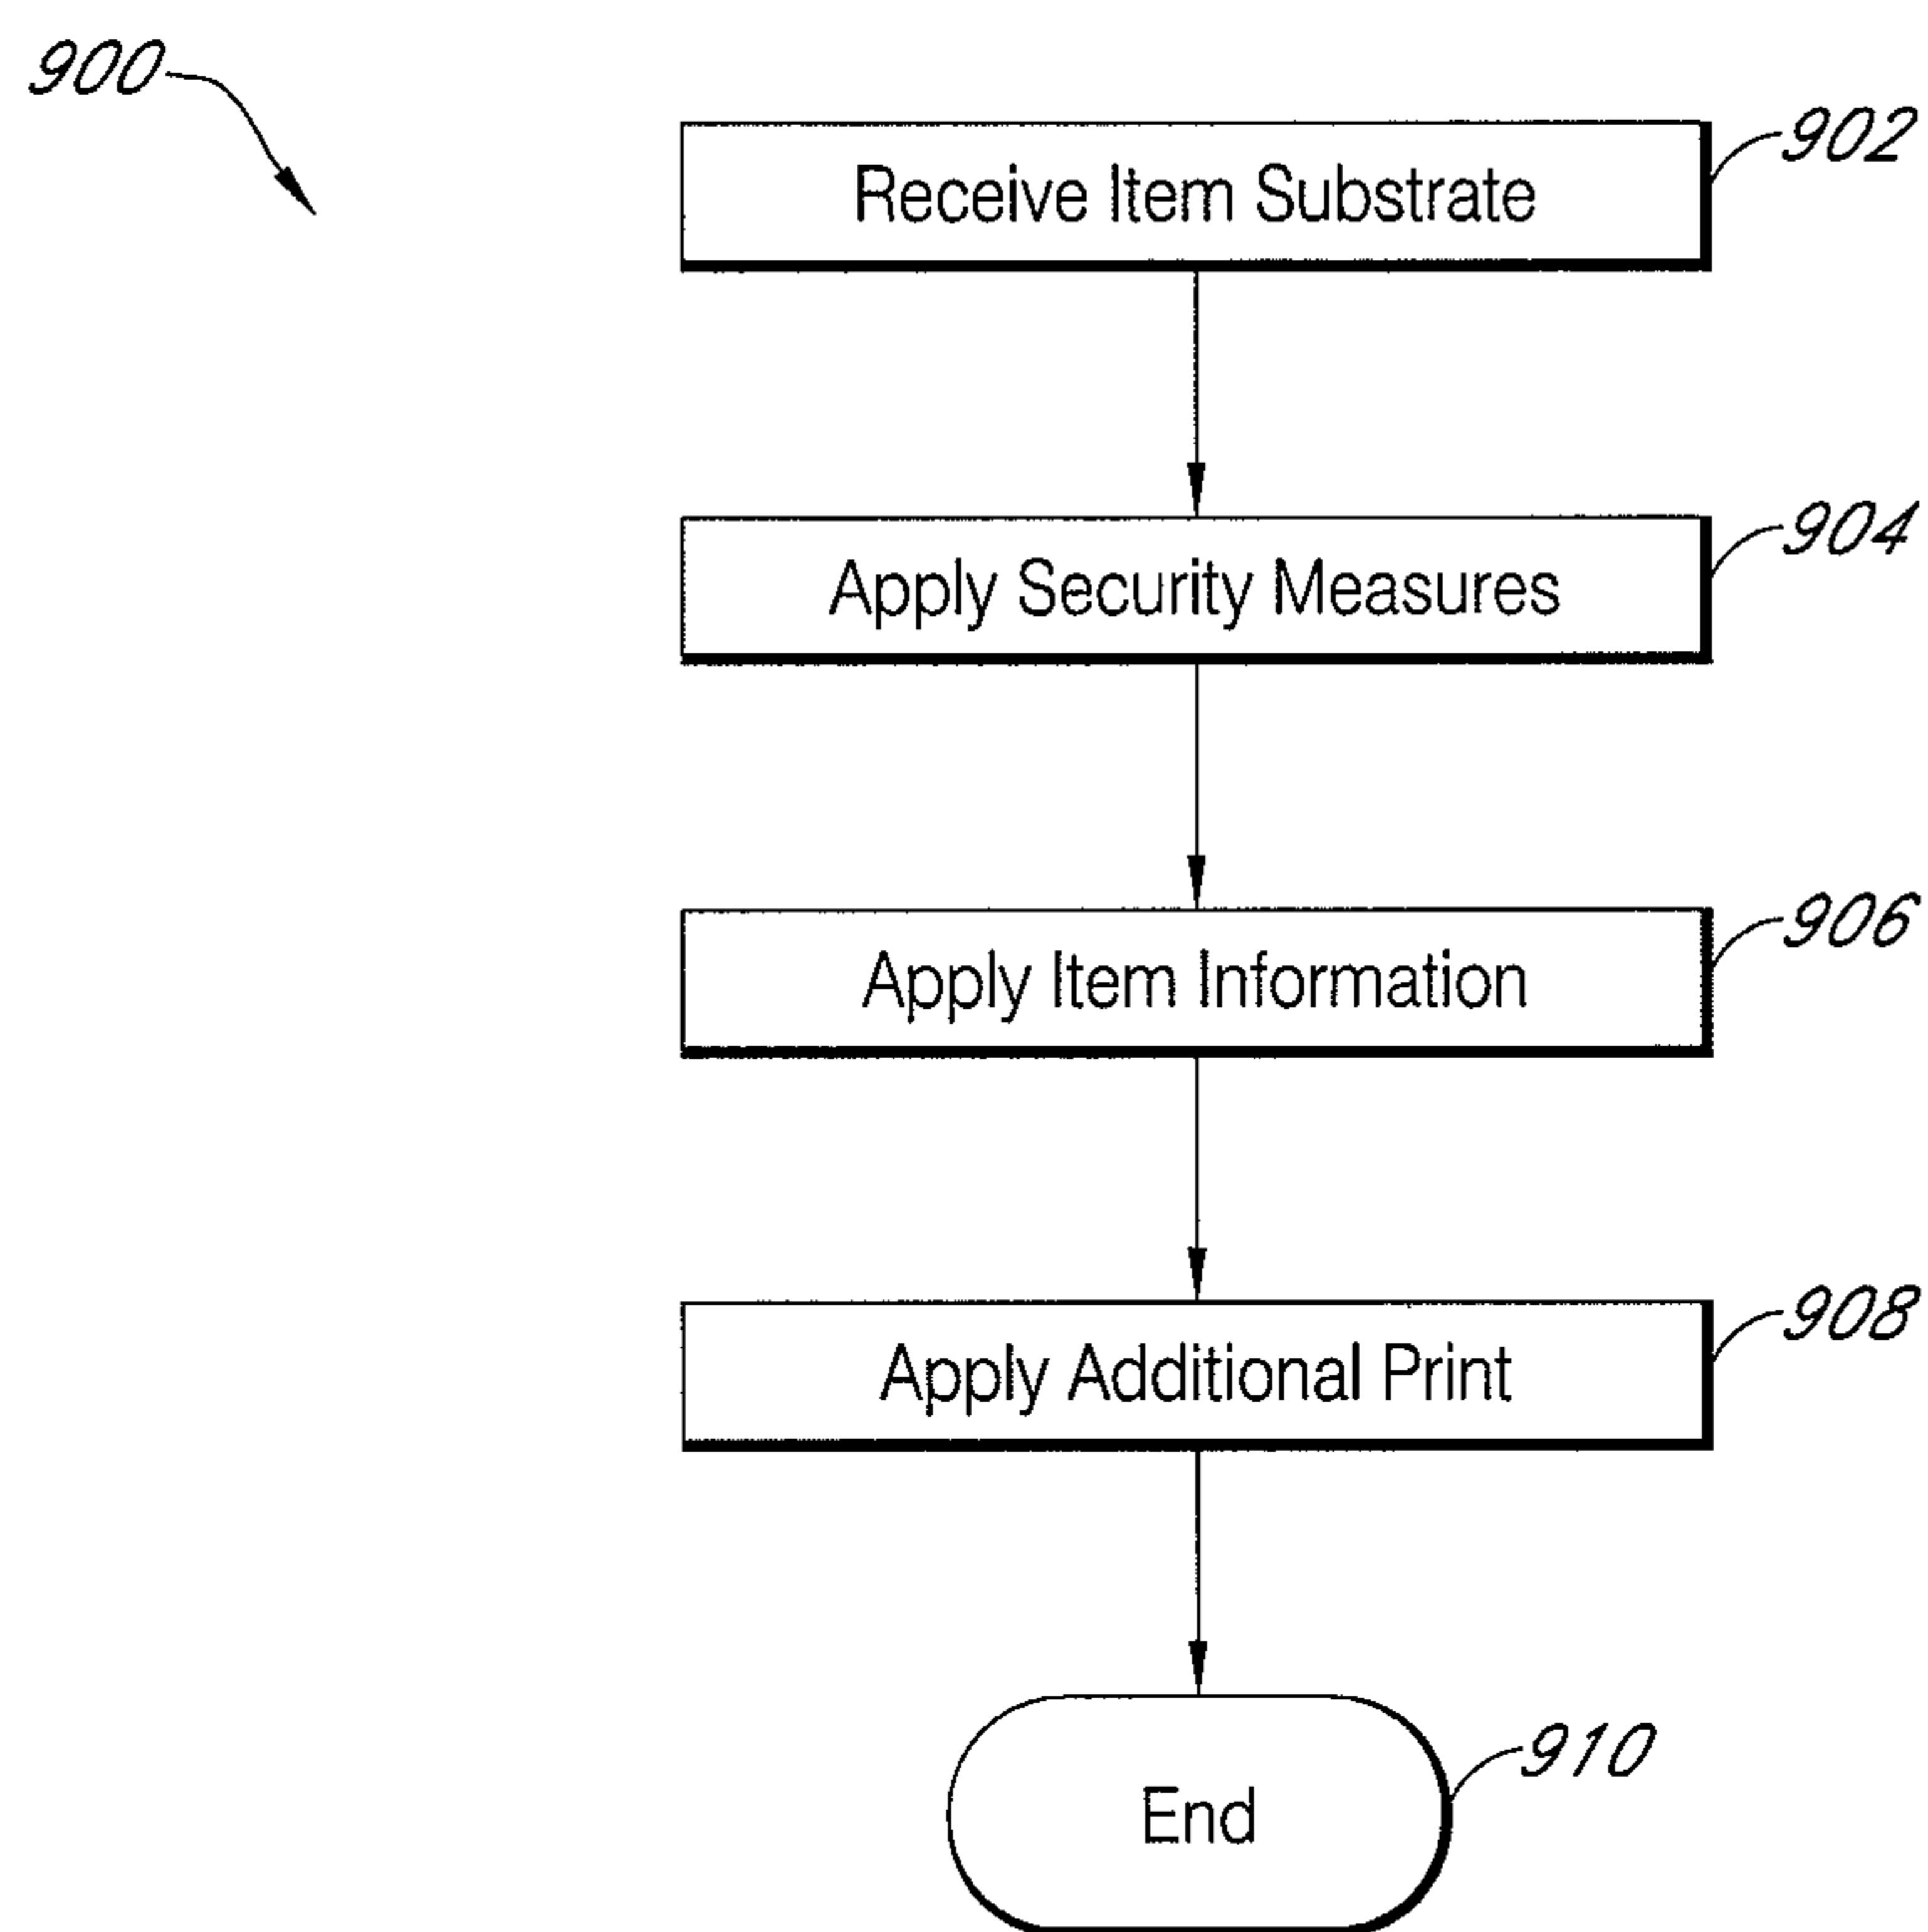 900
Receive Item Substrate
902
Apply Security Measures
904
Apply Item Information
906
Apply Additional Print
908
End
910